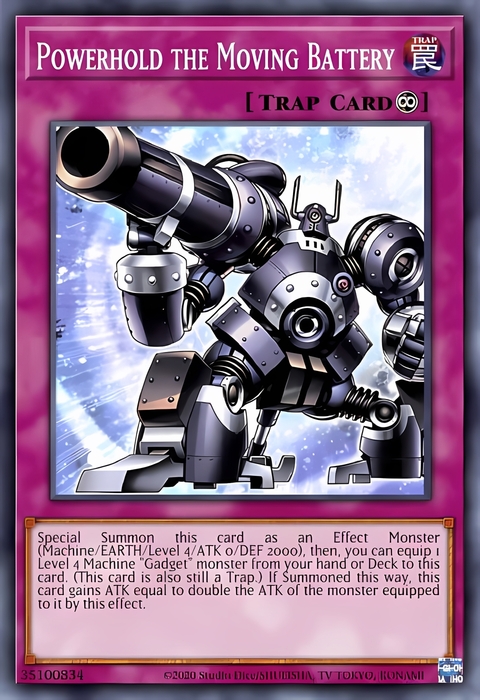 POWERHOLD THE MOVING BATTERY
TRAP
罠
[TRAP CARD∞]
Special Summon this card as an Effect Monster
(Machine/EARTH/Level 4/ATK 0/DEF 2000), then, you can equip 1
Level 4 Machine "Gadget" monster from your hand or Deck to this
card. (This card is also still a Trap.) If Summoned this way, this
card gains ATK equal to double the ATK of the monster equipped
to it by this effect.
35100834
©2020 Studio Dice/SHUEISHA, TV TOKYO, KONAMI